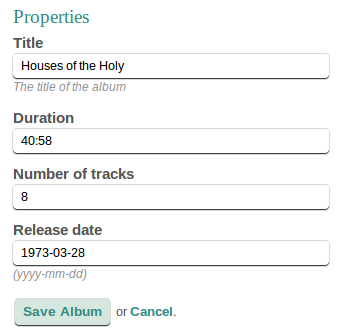 Properties
Title
Houses of the Holy
The title of the album
Duration
40:58
Number of tracks
8
Release date
1973-03-28
(yyyy-mm-dd)
Save Album or Cancel.